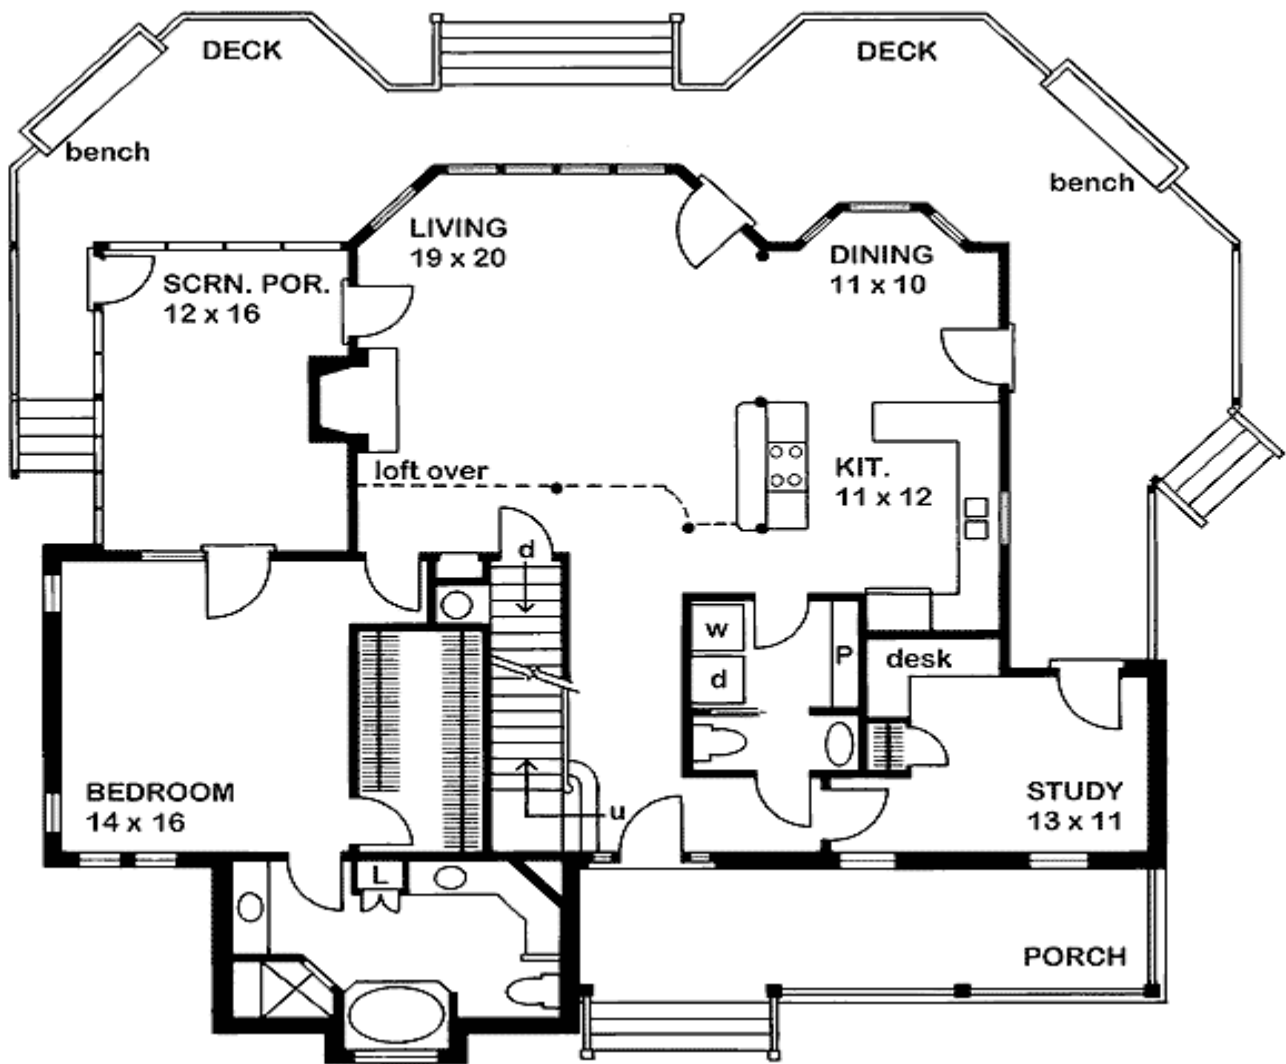 DECK
DECK
bench
bench
LIVING
19 x 20
DINING
11 x 10
SCRN. POR.
12 x 16
loft over
KIT.
11 x 12
d
w
d
P
desk
BEDROOM
14 x 16
u
STUDY
13 x 11
L
PORCH